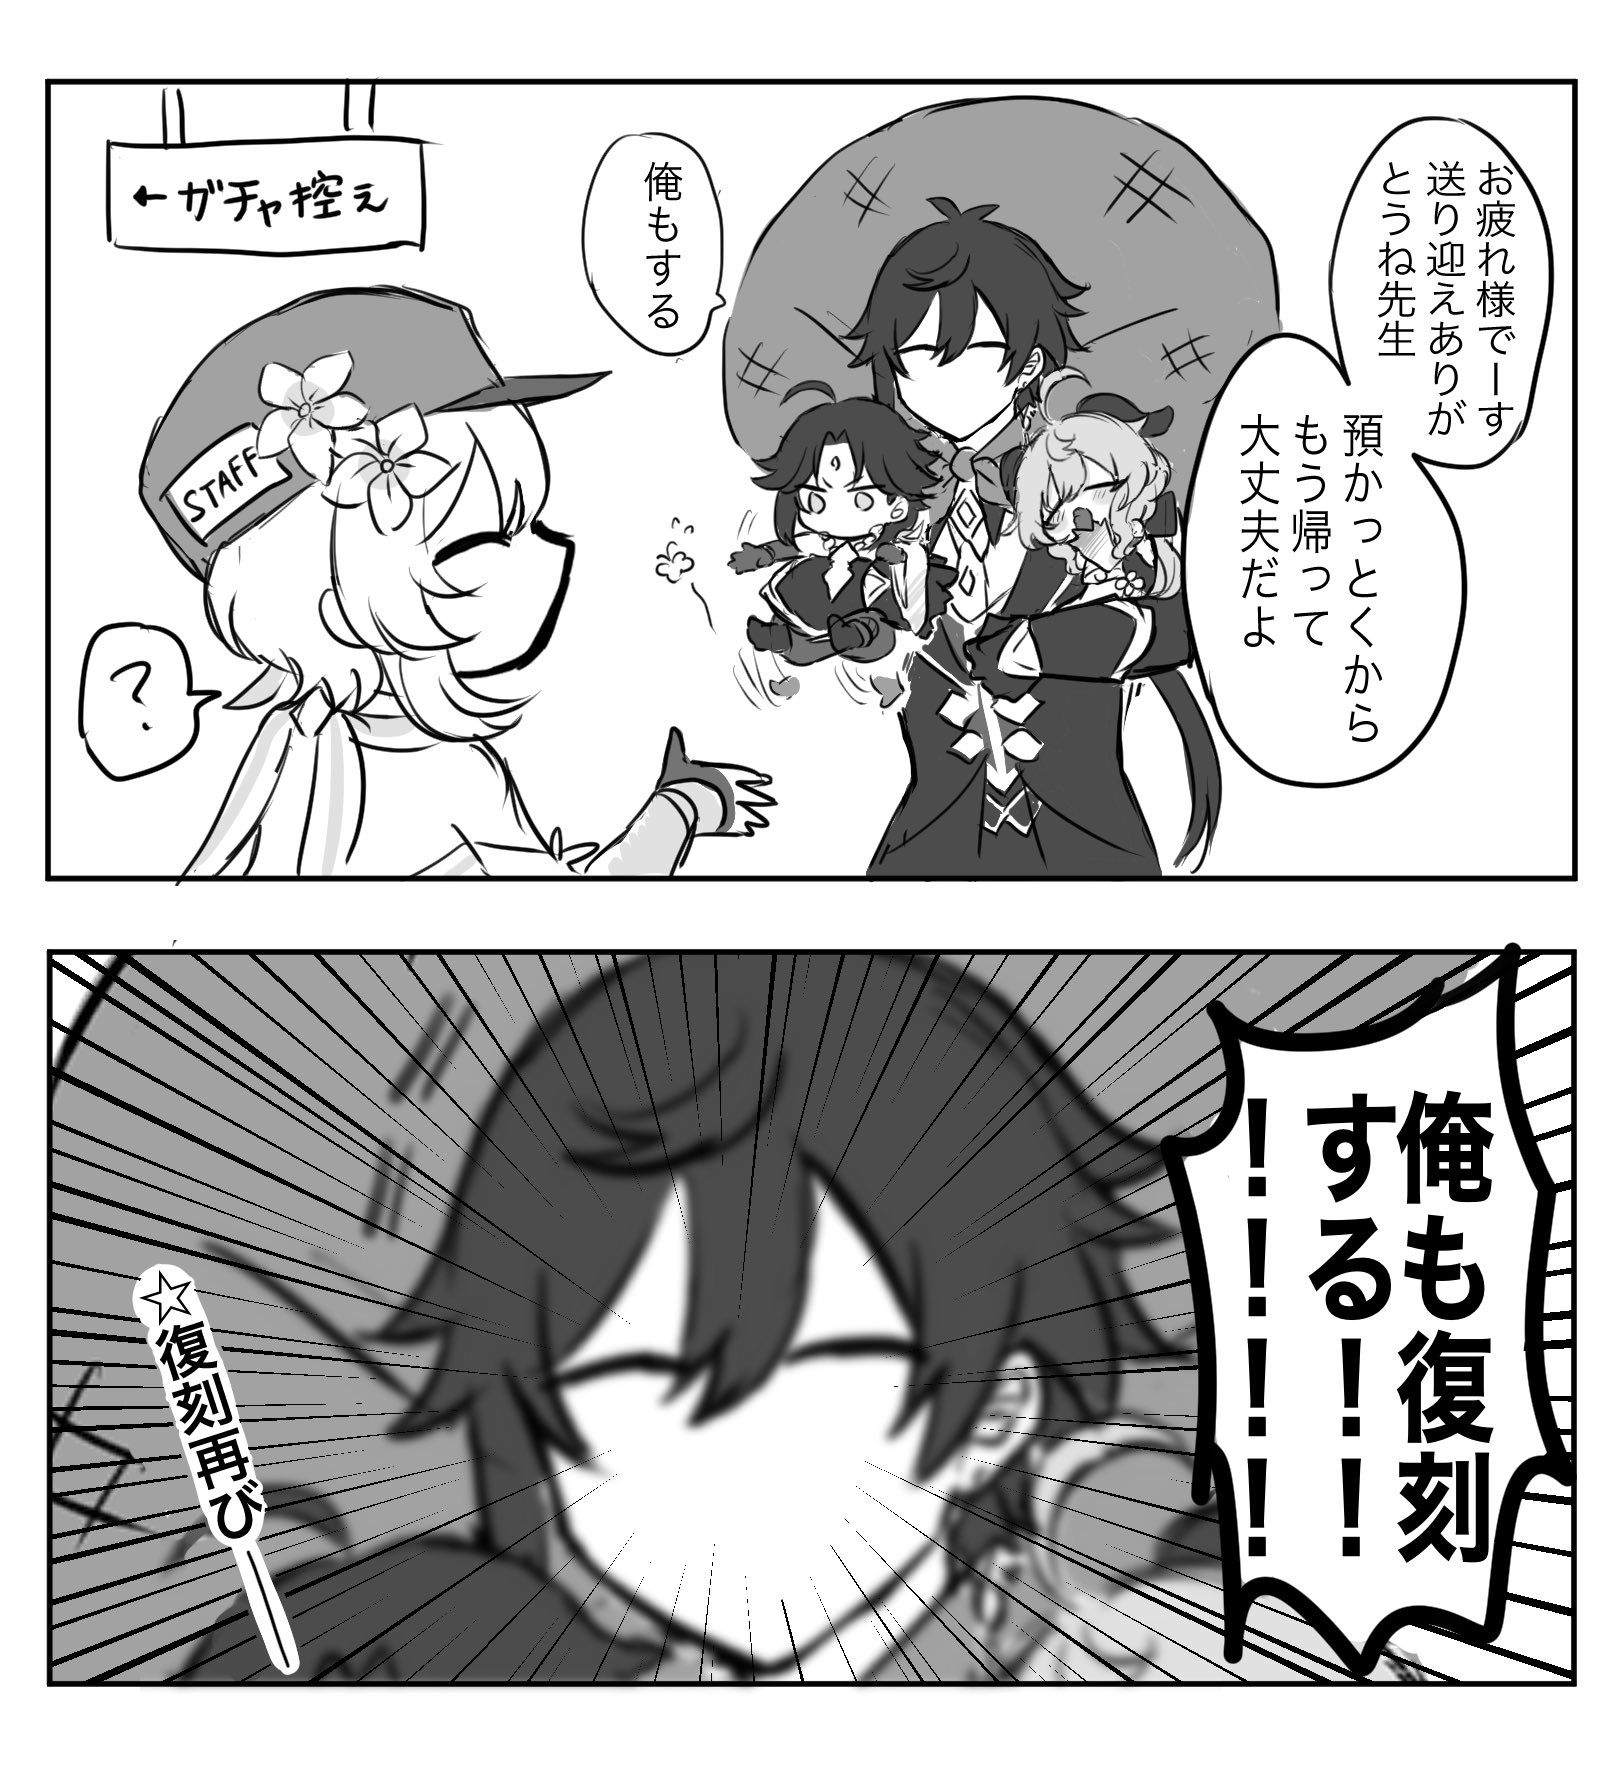 お疲れ様でーす
送り迎えありが
とうね先生
預かっとくから
もう帰って
大丈夫だよ
俺もする
←ガチャ控え
STAFF
?
俺も復刻
する！！
！！！！
☆復刻再び──